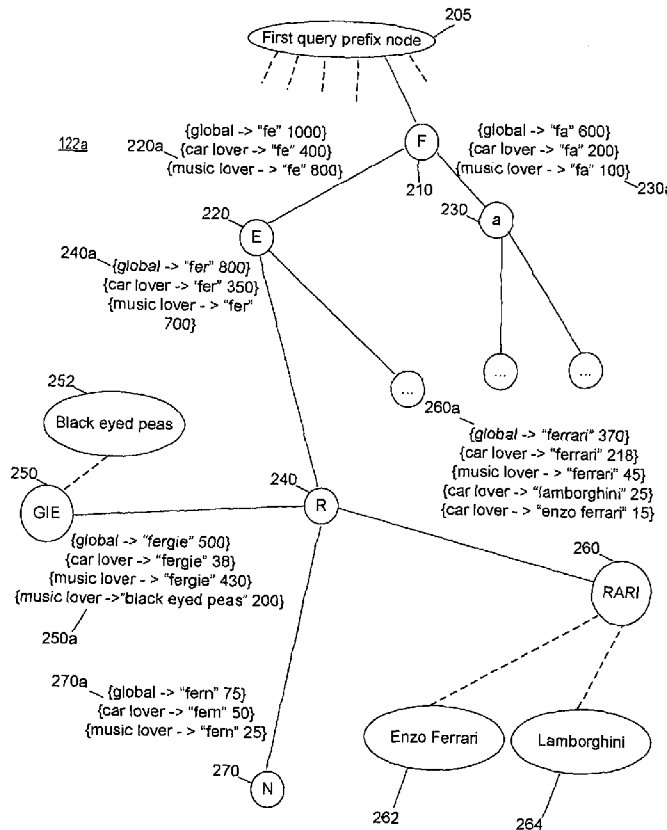 205
First query prefix node
122a
220a
{global -> "fe" 1000}
{car lover -> "fe" 400}
{music lover - > "fe" 800}
F
210
{global -> "fa" 600}
{car lover -> "fa" 200}
{music lover - > "fa" 100}
230a
220
E
230
a
240a
{global -> "fer" 800}
{car lover -> "fer" 350}
{music lover - > "fer"
700}
...
...
...
252
Black eyed peas
260a
{global -> "ferrari" 370}
{car lover -> "ferrari" 218}
{music lover - > "ferrari" 45}
{car lover -> "lamborghini" 25}
{car lover -> "enzo ferrari" 15}
250
GIE
240
R
{global -> "fergie" 500}
{car lover -> "fergie" 38}
{music lover - > "fergie" 430}
{music lover ->"black eyed peas" 200}
250a
260
RARI
270a
{global -> "fern" 75}
{car lover -> "fern" 50}
{music lover - > "fern" 25}
270
N
Enzo Ferrari
Lamborghini
262
264